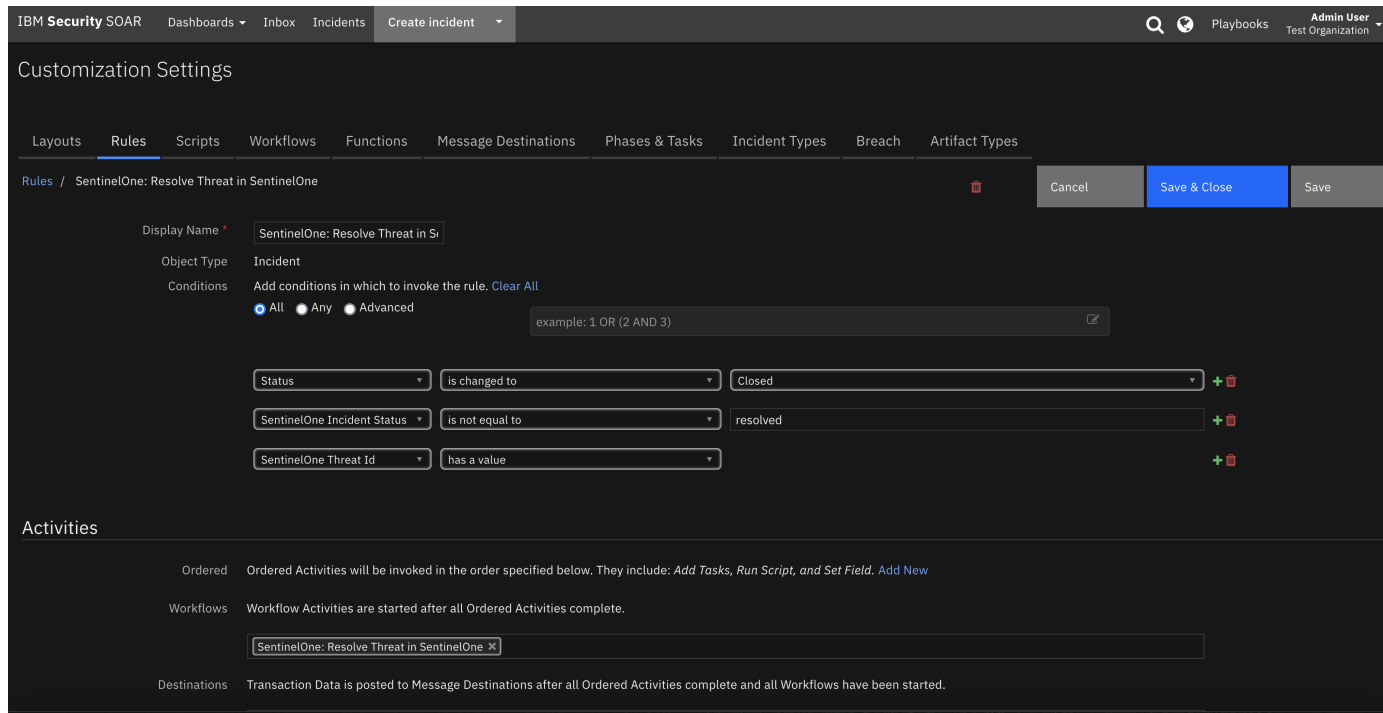 IBM Security SOAR Dashboards Inbox Incidents Create incident Playbooks Admin User
Test Organization
Customization Settings
Layouts Rules Scripts Workflows Functions Message Destinations Phases & Tasks Incident Types Breach Artifact Types
Rules / SentinelOne: Resolve Threat in SentinelOne Cancel Save & Close Save
Display Name * SentinelOne: Resolve Threat in
Object Type Incident
Conditions Add conditions in which to invoke the rule. Clear All
All Any Advanced
example: 1 OR (2 AND 3)
Status is changed to Closed
SentinelOne Incident Status is not equal to resolved
SentinelOne Threat Id has a value
Activities
Ordered Ordered Activities will be invoked in the order specified below. They include: Add Tasks, Run Script, and Set Field. Add New
Workflows Workflow Activities are started after all Ordered Activities complete.
SentinelOne: Resolve Threat in SentinelOne ×
Destinations Transaction Data is posted to Message Destinations after all Ordered Activities complete and all Workflows have been started.